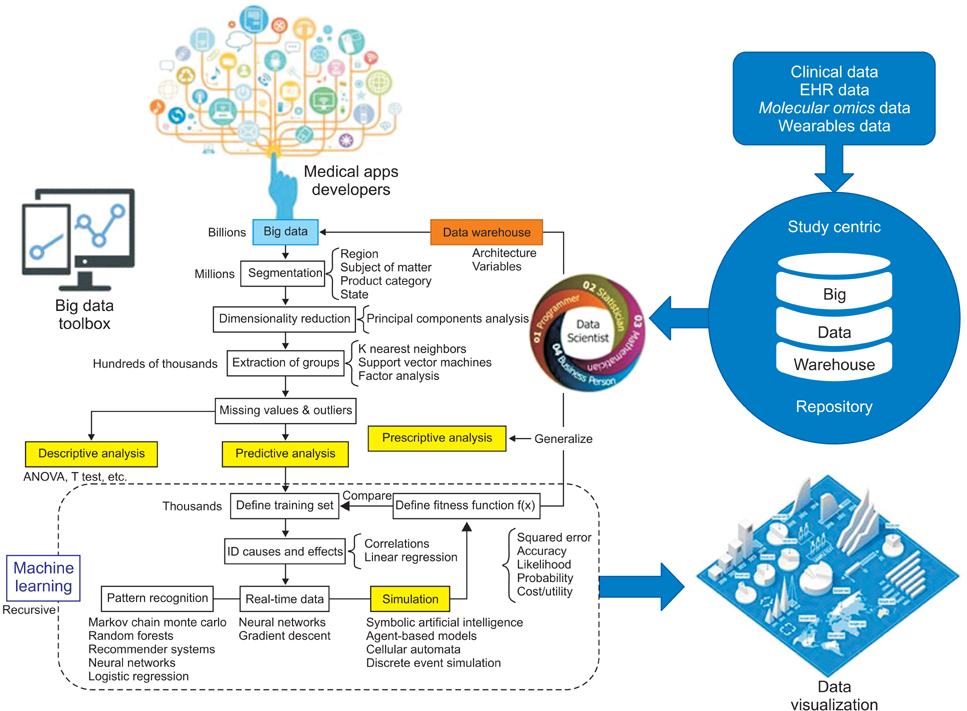 Clinical data
EHR data
Molecular omics data
Wearables data
Medical apps
developers
Big data
toolbox
Billions
Big data
Data warehouse
Architecture
Variables
Millions
Segmentation
Region
Subject of matter
Product category
State
Dimensionality reduction
Principal components analysis
Hundreds of thousands
Extraction of groups
K nearest neighbors
Support vector machines
Factor analysis
Missing values & outliers
Descriptive analysis
ANOVA, T test, etc.
Predictive analysis
Prescriptive analysis
Generalize
01 Programmer
02 Statistician
03 Mathematician
04 Business Person
Data
Scientist
Study centric
Big
Data
Warehouse
Repository
Thousands
Define training set
Compare
Define fitness function f(x)
Squared error
Accuracy
Likelihood
Probability
Cost/utility
ID causes and effects
Correlations
Linear regression
Machine
learning
Recursive
Pattern recognition
Real-time data
Simulation
Markov chain monte carlo
Random forests
Recommender systems
Neural networks
Logistic regression
Neural networks
Gradient descent
Symbolic artificial intelligence
Agent-based models
Cellular automata
Discrete event simulation
Data
visualization